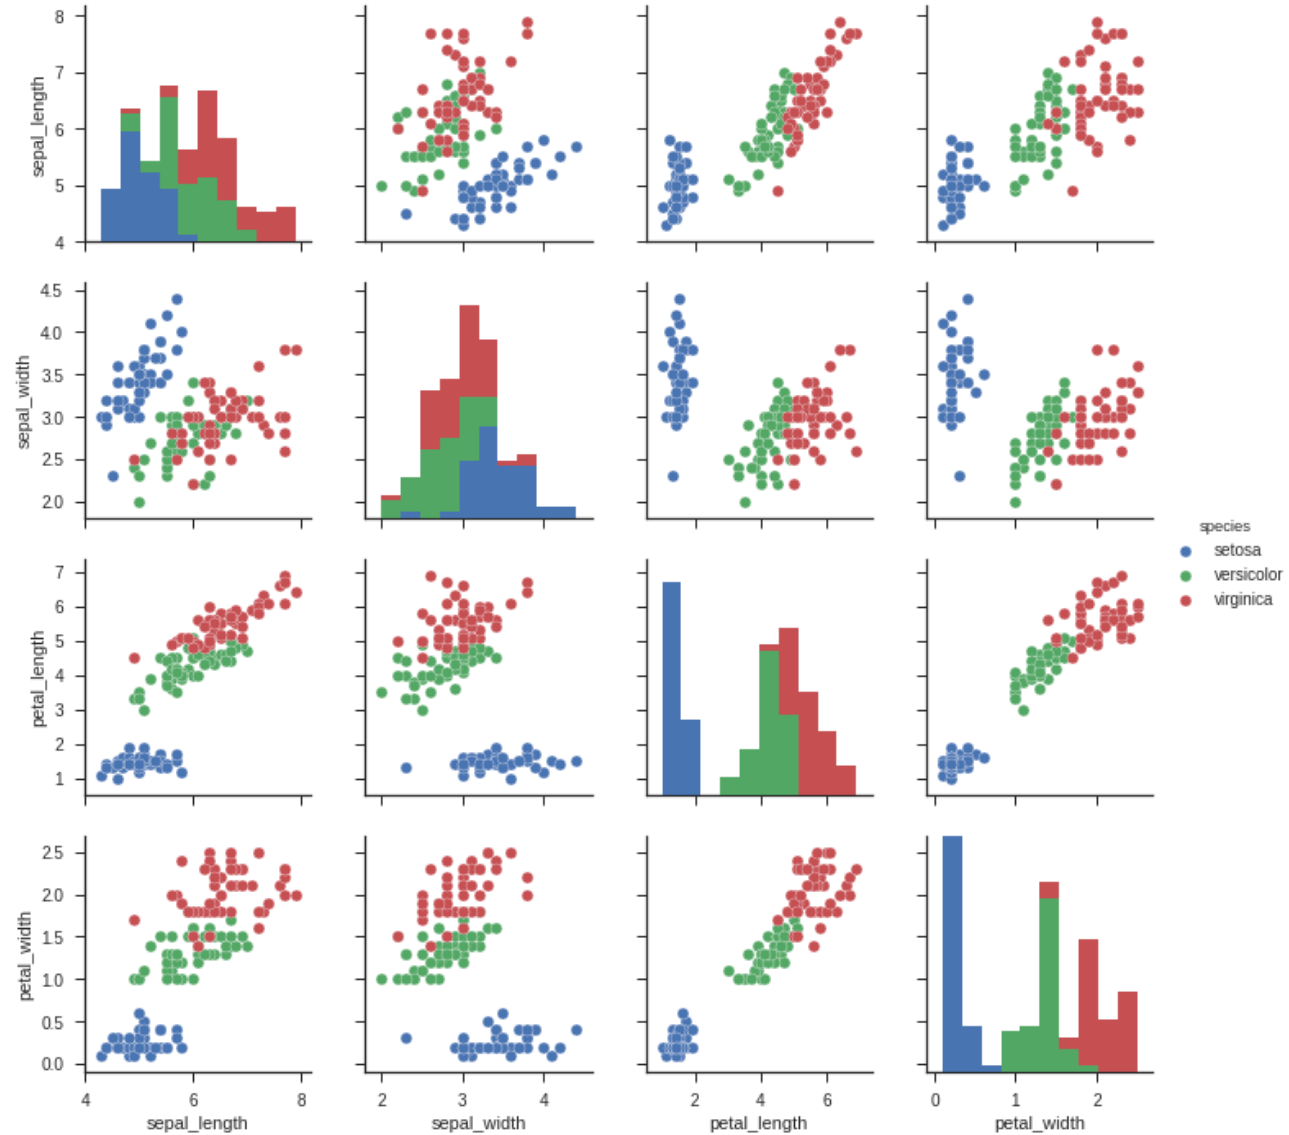 8
7
6
5
4
sepal_length
4.5
4.0
3.5
3.0
2.5
2.0
sepal_width
species
setosa
versicolor
virginica
7
6
5
4
3
2
1
petal_length
2.5
2.0
1.5
1.0
0.5
0.0
petal_width
4 6 8 2 3 4 2 4 6 0 1 2
sepal_length sepal_width petal_length petal_width